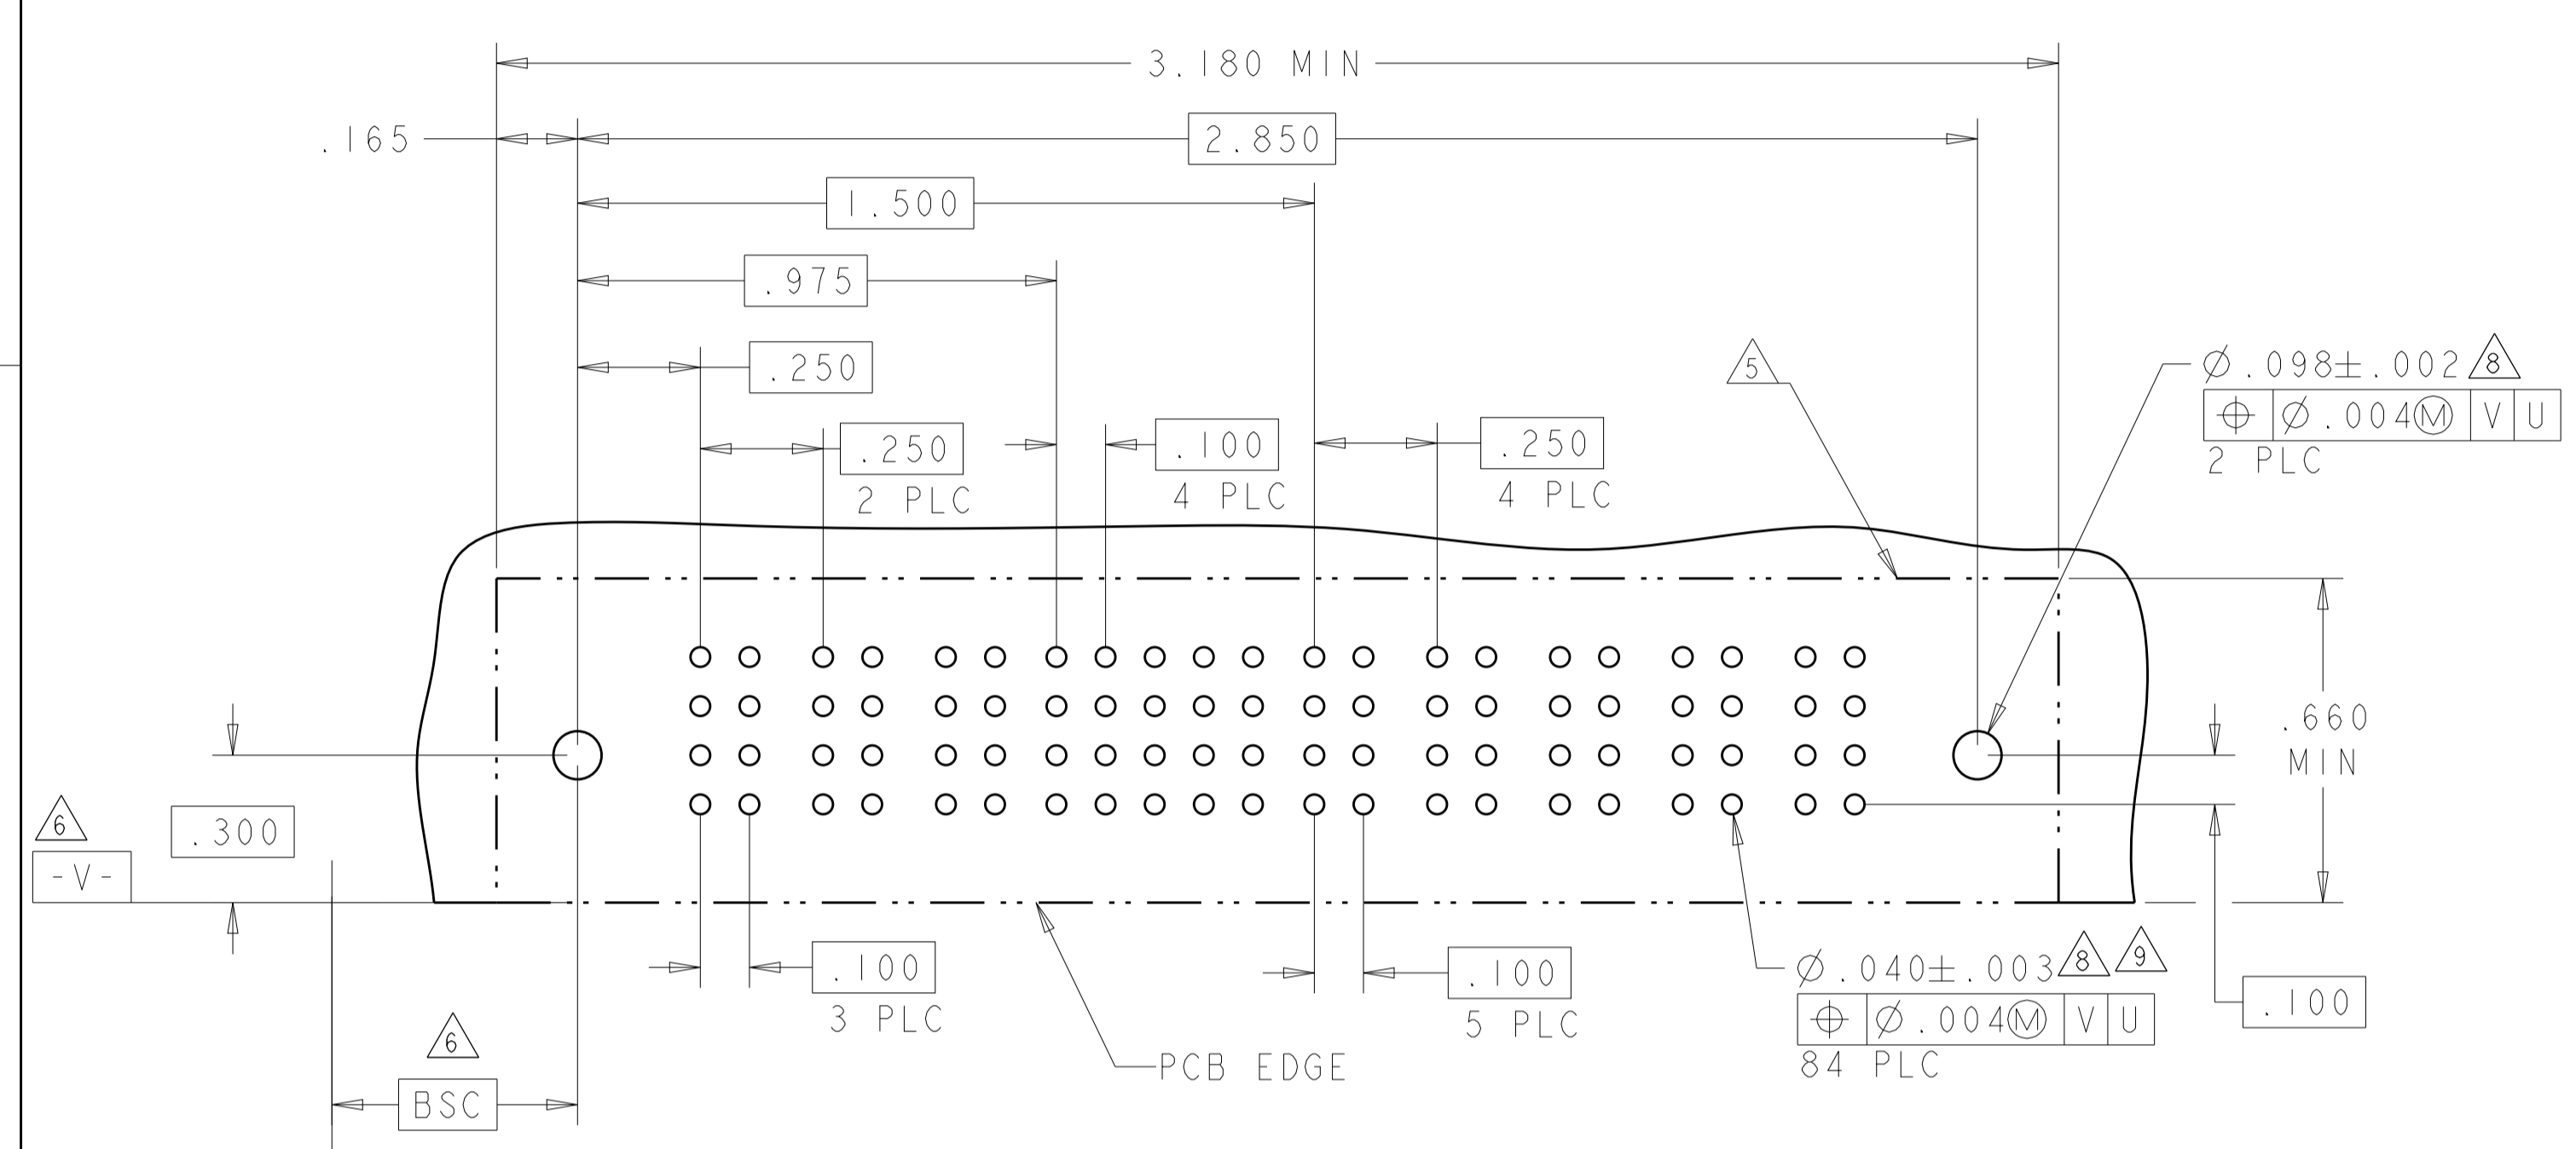 3.180 MIN
.165
2.850
1.500
.975
.250
.250
2 PLC
.100
4 PLC
.250
4 PLC
5
⌀.098±.002 8
⌖ ⌀.004Ⓜ V U
2 PLC
.660
MIN
6
-V-
.300
.100
3 PLC
.100
5 PLC
⌀.040±.003 8 9
⌖ ⌀.004Ⓜ V U
84 PLC
.100
6
BSC
PCB EDGE